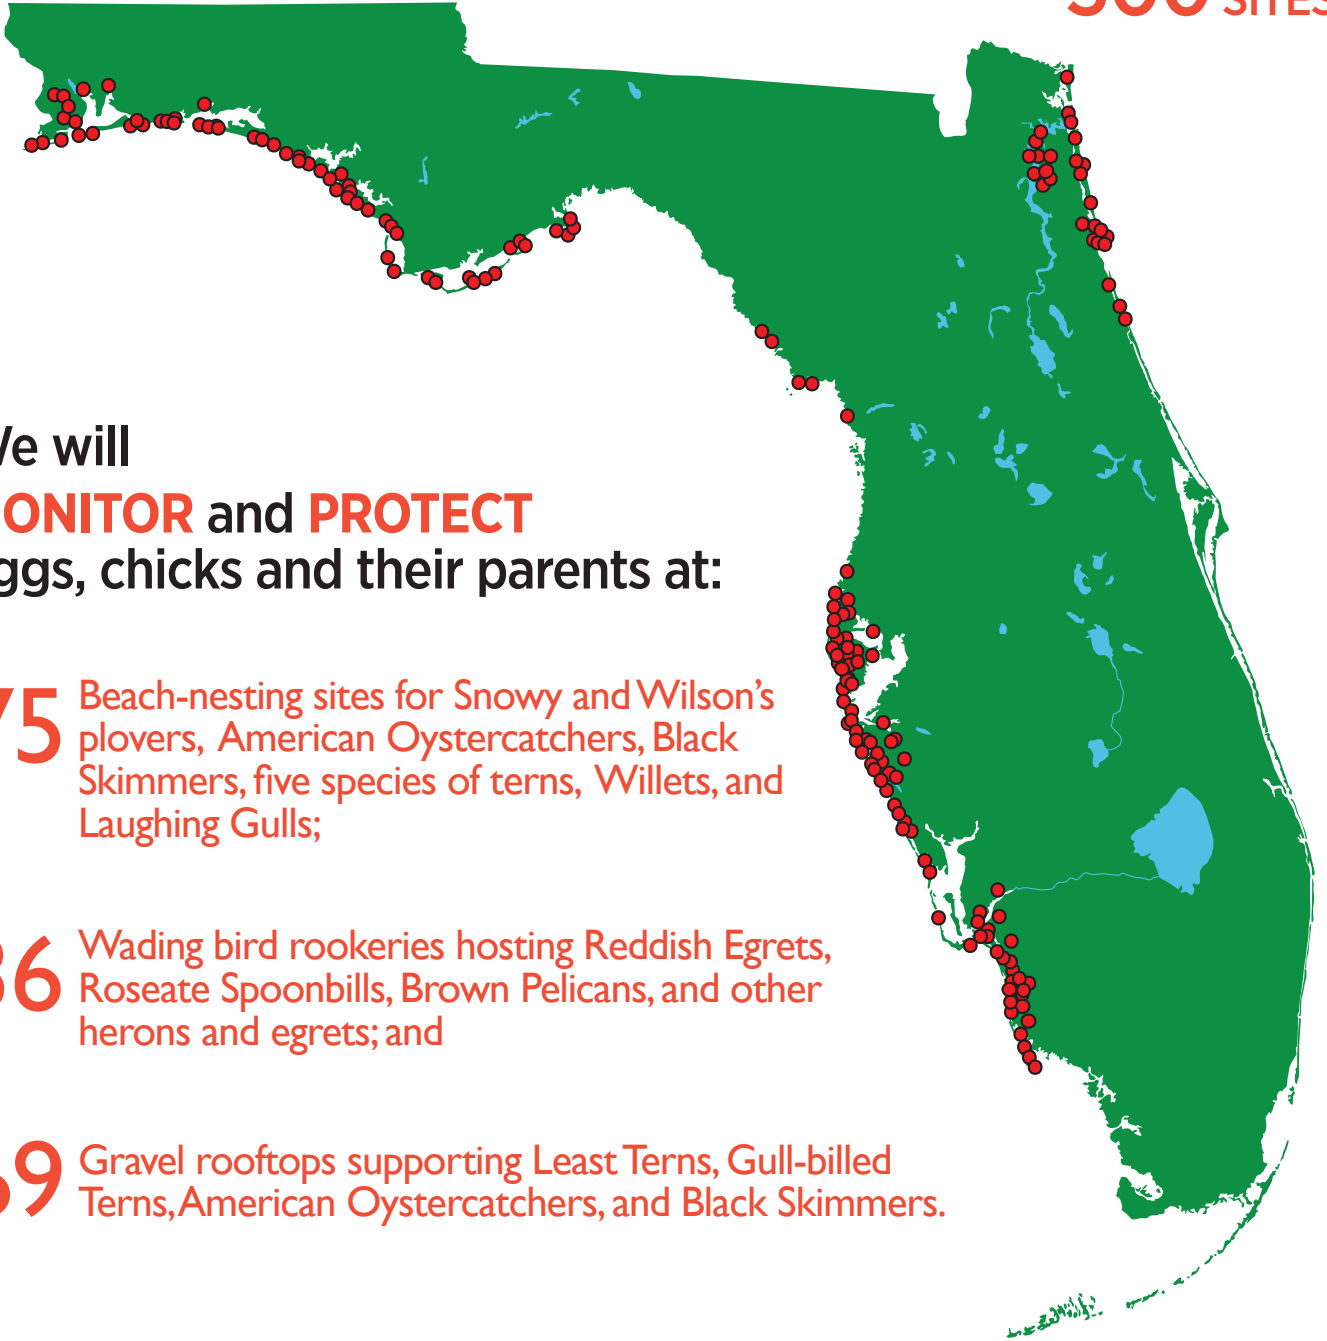 SITES
We will
ONITOR and PROTECT
ggs, chicks and their parents at:
75 Beach-nesting sites for Snowy and Wilson's
plovers, American Oystercatchers, Black
Skimmers, five species of terns, Willets, and
Laughing Gulls;
Wading bird rookeries hosting Reddish Egrets,
Roseate Spoonbills, Brown Pelicans, and other
herons and egrets; and
Gravel rooftops supporting Least Terns, Gull-billed
Terns, American Oystercatchers, and Black Skimmers.